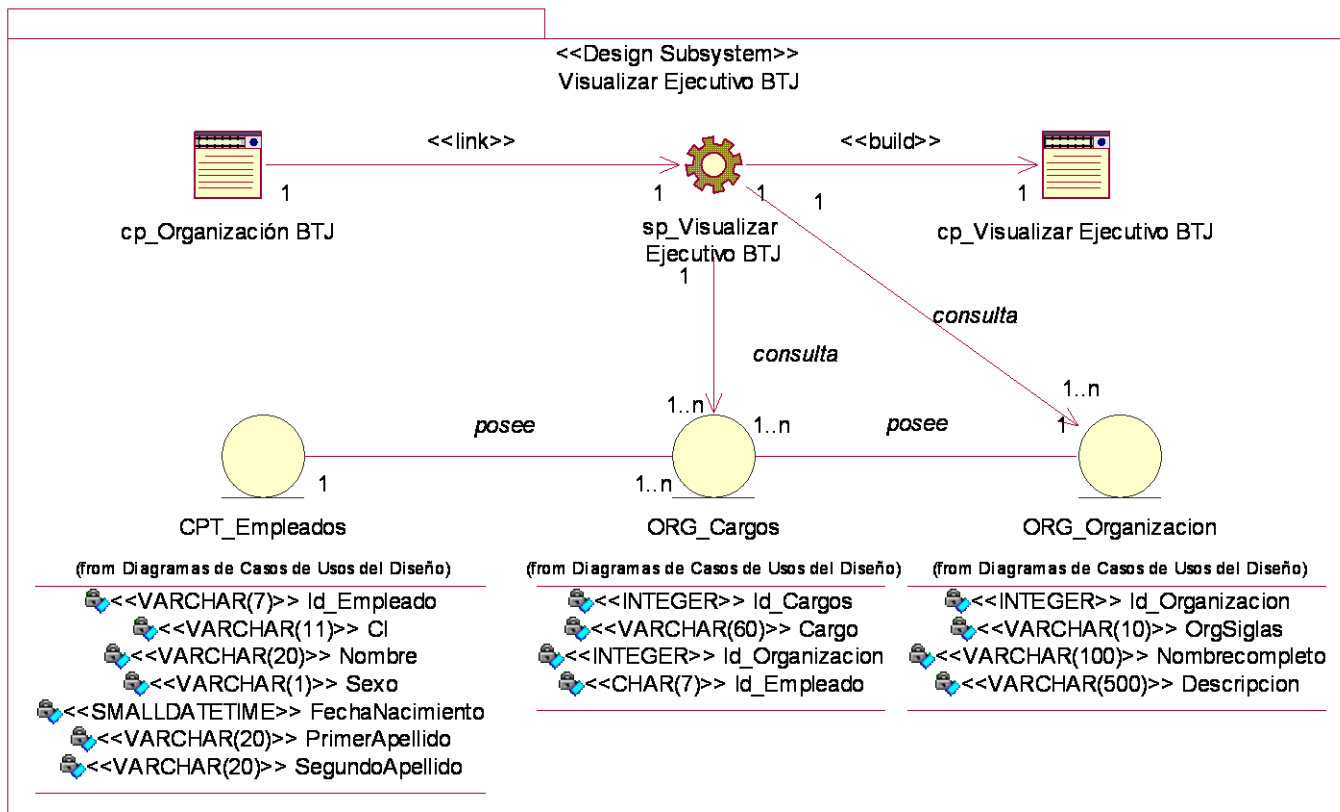 <<Design Subsystem>>
Visualizar Ejecutivo BTJ
<<link>>
<<build>>
1
1
1
1
1
cp_Organización BTJ
sp_Visualizar
Ejecutivo BTJ
cp_Visualizar Ejecutivo BTJ
1
consulta
consulta
1..n
1..n
posee
1..n
posee
1
1
1..n
CPT_Empleados
ORG_Cargos
ORG_Organizacion
(from Diagramas de Casos de Usos del Diseño)
(from Diagramas de Casos de Usos del Diseño)
(from Diagramas de Casos de Usos del Diseño)
<<VARCHAR(7)>> Id_Empleado
<<VARCHAR(11)>> CI
<<VARCHAR(20)>> Nombre
<<VARCHAR(1)>> Sexo
<<SMALLDATETIME>> FechaNacimiento
<<VARCHAR(20)>> PrimerApellido
<<VARCHAR(20)>> SegundoApellido
<<INTEGER>> Id_Cargos
<<VARCHAR(60)>> Cargo
<<INTEGER>> Id_Organizacion
<<CHAR(7)>> Id_Empleado
<<INTEGER>> Id_Organizacion
<<VARCHAR(10)>> OrgSiglas
<<VARCHAR(100)>> Nombrecompleto
<<VARCHAR(500)>> Descripcion